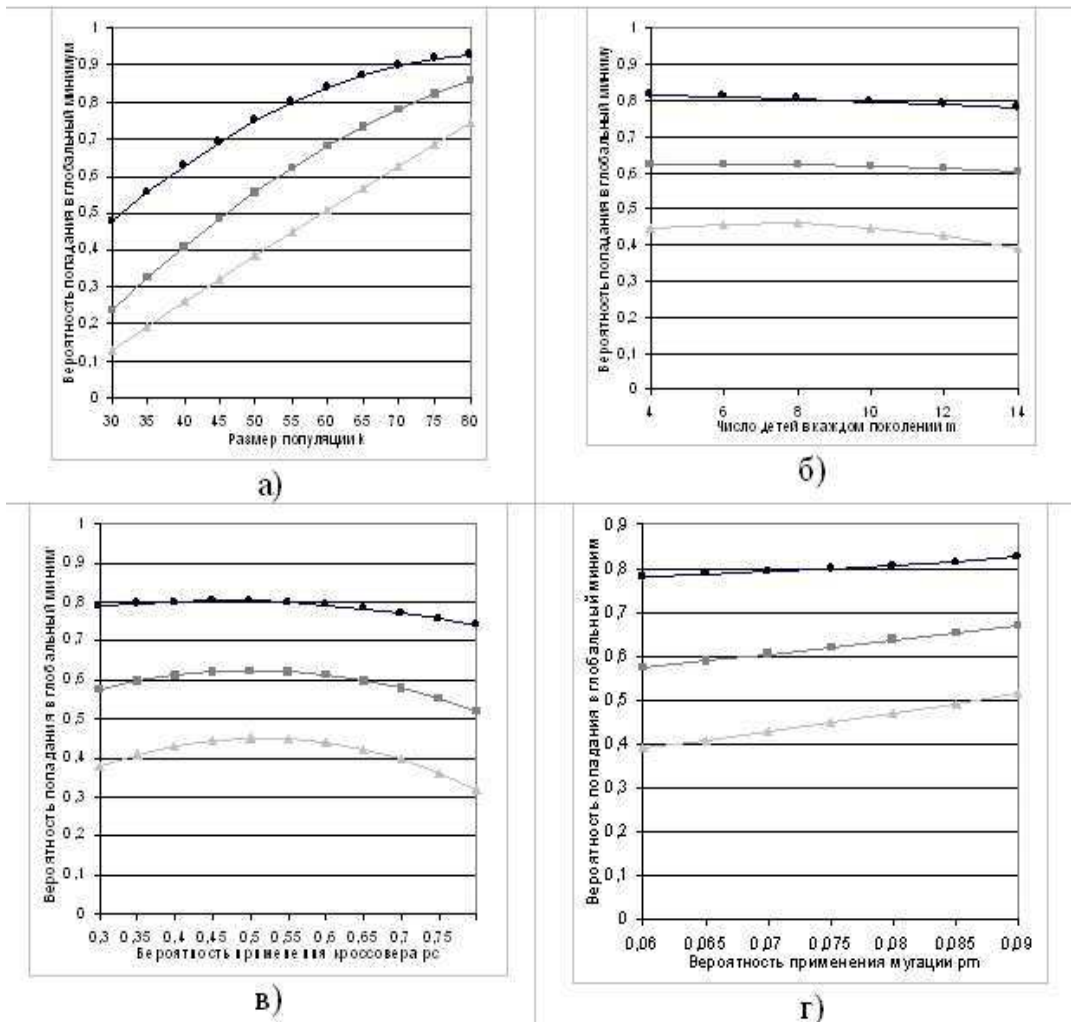 Вероятность попадания в глобальный минимум
1
0,9
0,8
0,7
0,6
0,5
0,4
0,3
0,2
0,1
0
30 35 40 45 50 55 60 65 70 75 80
Размер популяции k
а)
Вероятность попадания в глобальный минимум
1
0,9
0,8
0,7
0,6
0,5
0,4
0,3
0,2
0,1
0
4 6 8 10 12 14
Число детей в каждом поколении m
б)
Вероятность попадания в глобальный миним
1
0,9
0,8
0,7
0,6
0,5
0,4
0,3
0,2
0,1
0
0,3 0,35 0,4 0,45 0,5 0,55 0,6 0,65 0,7 0,75
Вероятность применения кроссовера pc
в)
Вероятность попадания в глобальный миним
0,9
0,8
0,7
0,6
0,5
0,4
0,3
0,2
0,1
0
0,06 0,065 0,07 0,075 0,08 0,085 0,09
Вероятность применения мутации pm
г)